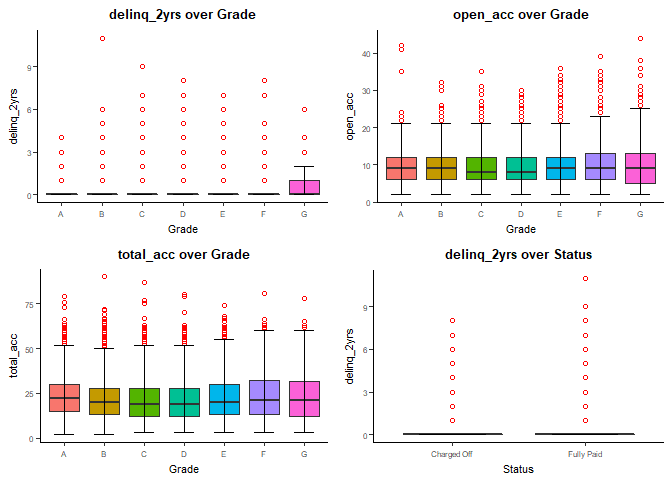 delinq_2yrs over Grade
delinq_2yrs
9
6
3
0
A B C D E F G
Grade
open_acc over Grade
open_acc
40
30
20
10
0
A B C D E F G
Grade
total_acc over Grade
total_acc
75
50
25
0
A B C D E F G
Grade
delinq_2yrs over Status
delinq_2yrs
9
6
3
0
Charged Off Fully Paid
Status